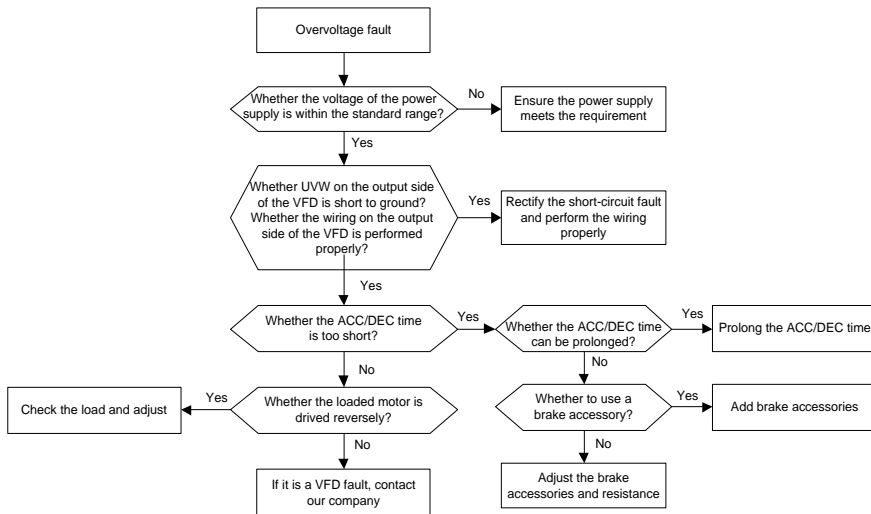 Overvoltage fault
Whether the voltage of the power
supply is within the standard range?
No
Ensure the power supply
meets the requirement
Yes
Whether UVW on the output side
of the VFD is short to ground?
Whether the wiring on the output
side of the VFD is performed
properly?
Yes
Rectify the short-circuit fault
and perform the wiring
properly
Yes
Whether the ACC/DEC time
is too short?
Yes
Whether the ACC/DEC time
can be prolonged?
Yes
Prolong the ACC/DEC time
No
No
Check the load and adjust
Yes
Whether the loaded motor is
drived reversely?
Whether to use a
brake accessory?
Yes
Add brake accessories
No
No
If it is a VFD fault, contact
our company
Adjust the brake
accessories and resistance